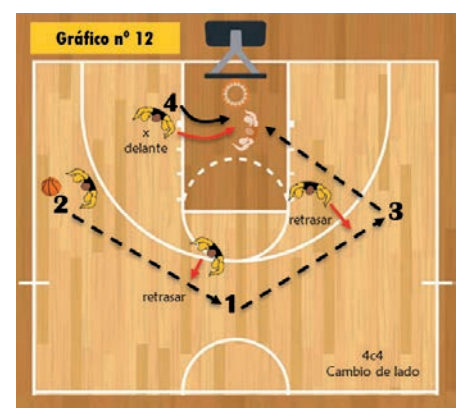 Gráfico nº 12
4
x
delante
2
retrasar
3
retrasar
1
4c4
Cambio de lado